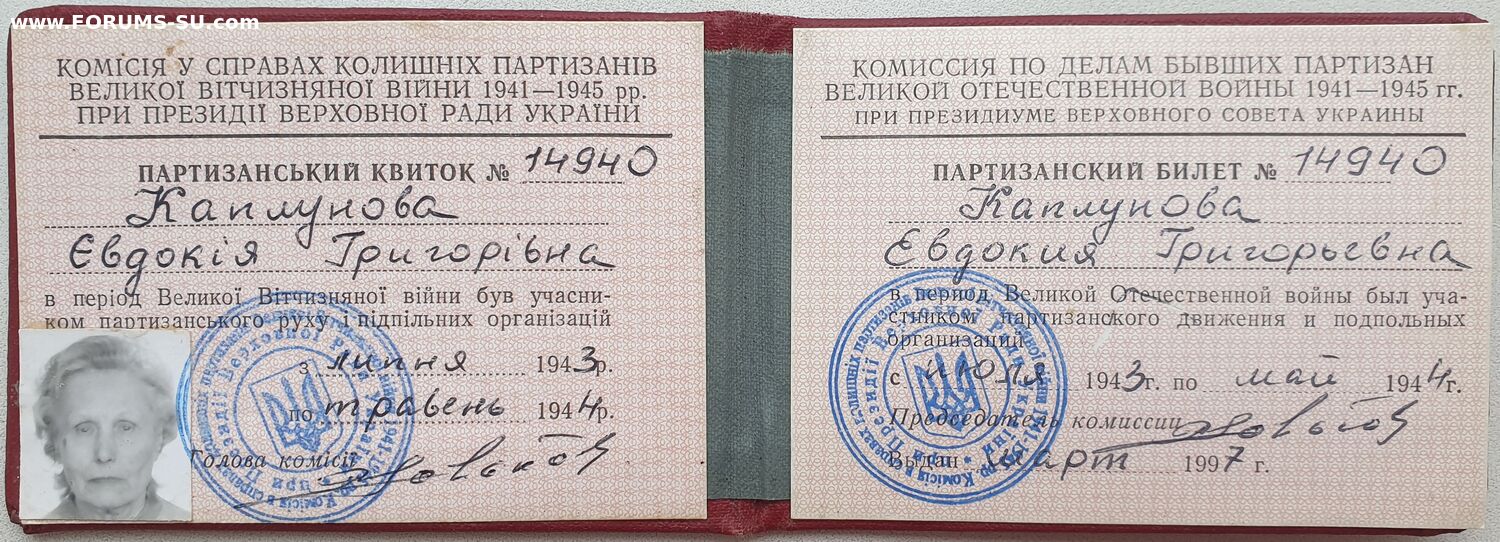 www.FORUMS-SU.com
КОМІСІЯ У СПРАВАХ КОЛИШНІХ ПАРТИЗАНІВ
ВЕЛИКОЇ ВІТЧИЗНЯНОЇ ВІЙНИ 1941—1945 рр.
ПРИ ПРЕЗИДІЇ ВЕРХОВНОЇ РАДИ УКРАЇНИ
ПАРТИЗАНСЬКИЙ КВИТОК № 14940
Каплунова
Євдокія Григорівна
в період Великої Вітчизняної війни був учасни-
ком партизанського руху і підпільних організацій
з липня 1943р.
по травень 1944р.
Голова комісії
КОМИССИЯ ПО ДЕЛАМ БЫВШИХ ПАРТИЗАН
ВЕЛИКОЙ ОТЕЧЕСТВЕННОЙ ВОЙНЫ 1941—1945 гг.
ПРИ ПРЕЗИДИУМЕ ВЕРХОВНОГО СОВЕТА УКРАИНЫ
ПАРТИЗАНСКИЙ БИЛЕТ № 14940
Каплунова
Евдокия Григорьевна
в период Великой Отечественной войны был уча-
стником партизанского движения и подпольных
организаций
с июля 1943г. по май 1944г.
Председатель комиссии
Выдан март 1997 г.